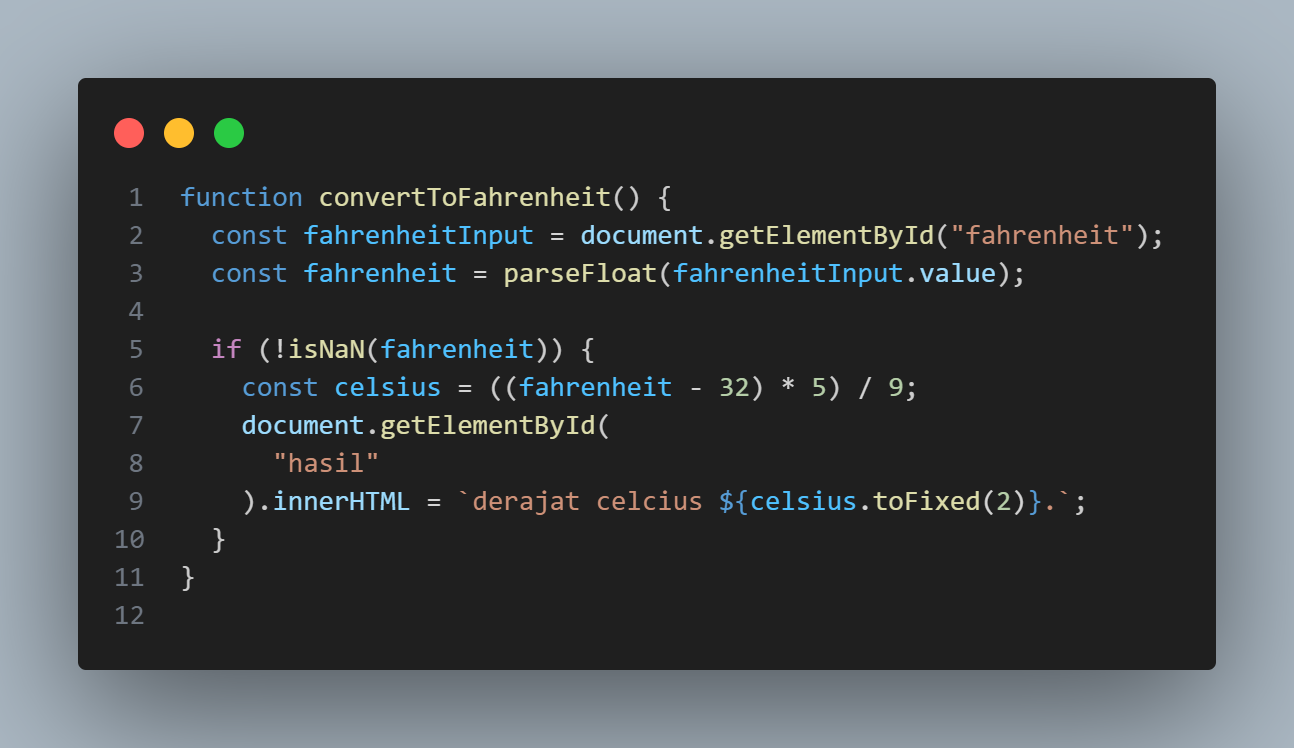 1 function convertToFahrenheit() {
2   const fahrenheitInput = document.getElementById("fahrenheit");
3   const fahrenheit = parseFloat(fahrenheitInput.value);
4
5   if (!isNaN(fahrenheit)) {
6     const celsius = ((fahrenheit - 32) * 5) / 9;
7     document.getElementById(
8       "hasil"
9     ).innerHTML = `derajat celcius ${celsius.toFixed(2)}.`;
10   }
11 }
12